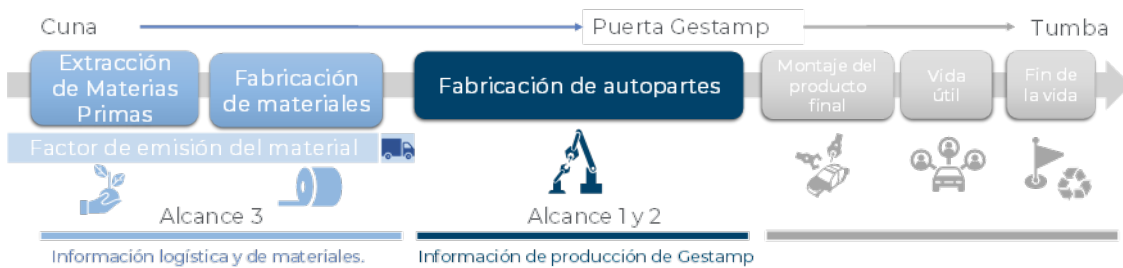 Cuna
Puerta Gestamp
Tumba
Extracción
de Materias
Primas
Fabricación
de materiales
Fabricación de autopartes
Montaje del
producto
final
Vida
útil
Fin de
la vida
Factor de emisión del material
Alcance 3
Alcance 1 y 2
Información logística y de materiales.
Información de producción de Gestamp